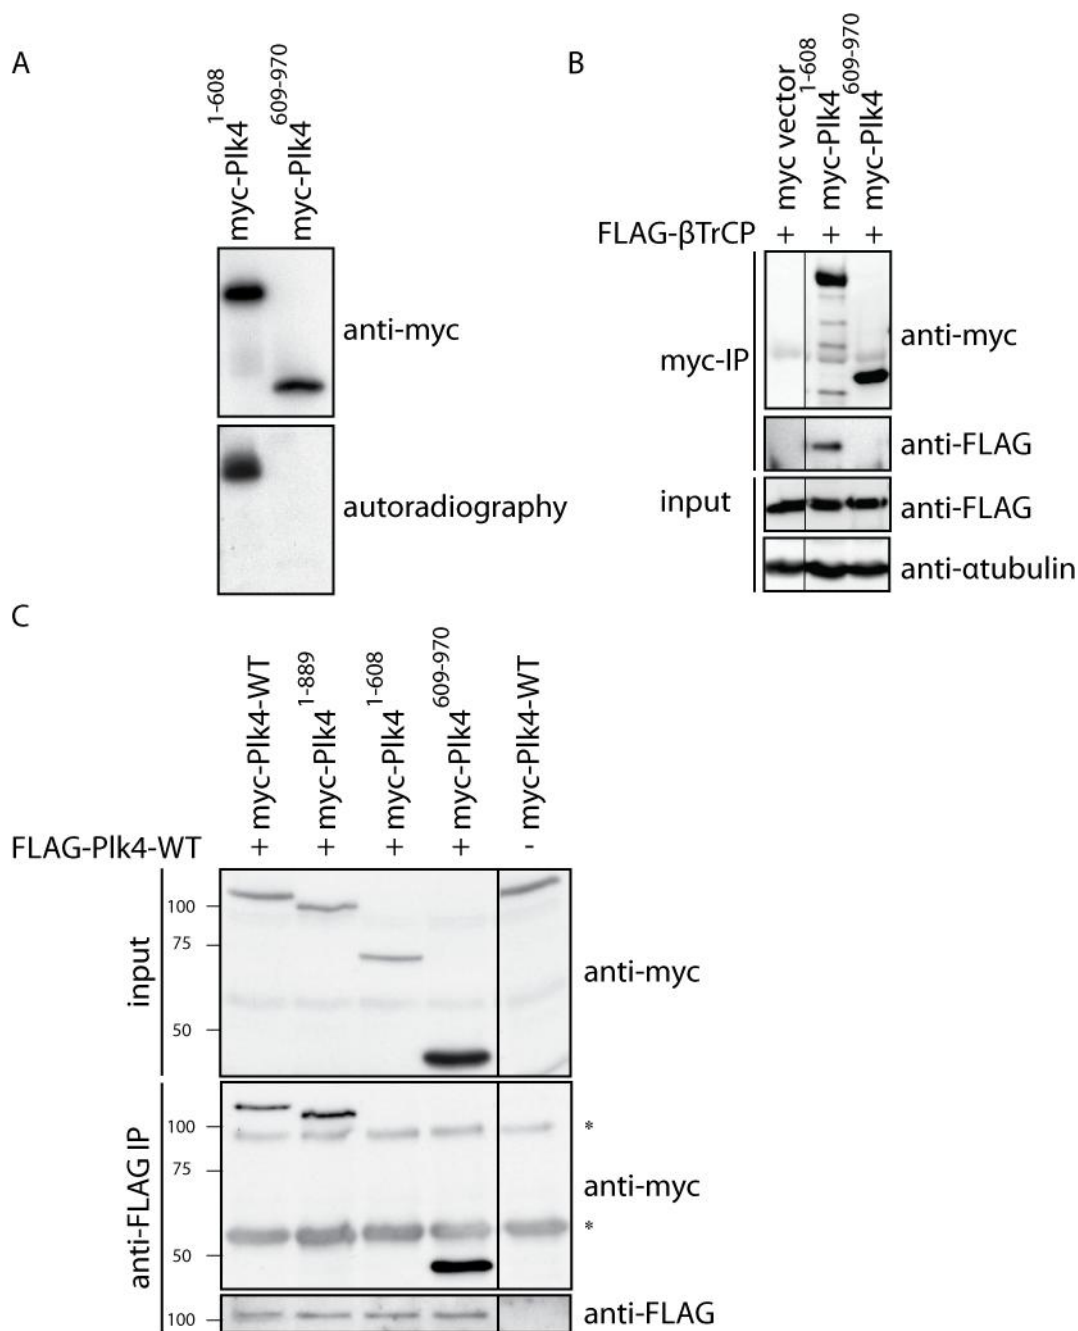 A
myc-Plk4 1-608
myc-Plk4 609-970
anti-myc
autoradiography
B
myc vector
myc-Plk4 1-608
myc-Plk4 609-970
FLAG-βTrCP + + +
myc-IP
anti-myc
anti-FLAG
input
anti-FLAG
anti-αtubulin
C
myc-Plk4-WT
myc-Plk4 1-889
myc-Plk4 1-608
myc-Plk4 609-970
myc-Plk4-WT
FLAG-Plk4-WT + + + + -
input
100
75
50
anti-myc
anti-FLAG IP
100
*
75
anti-myc
*
50
100
anti-FLAG